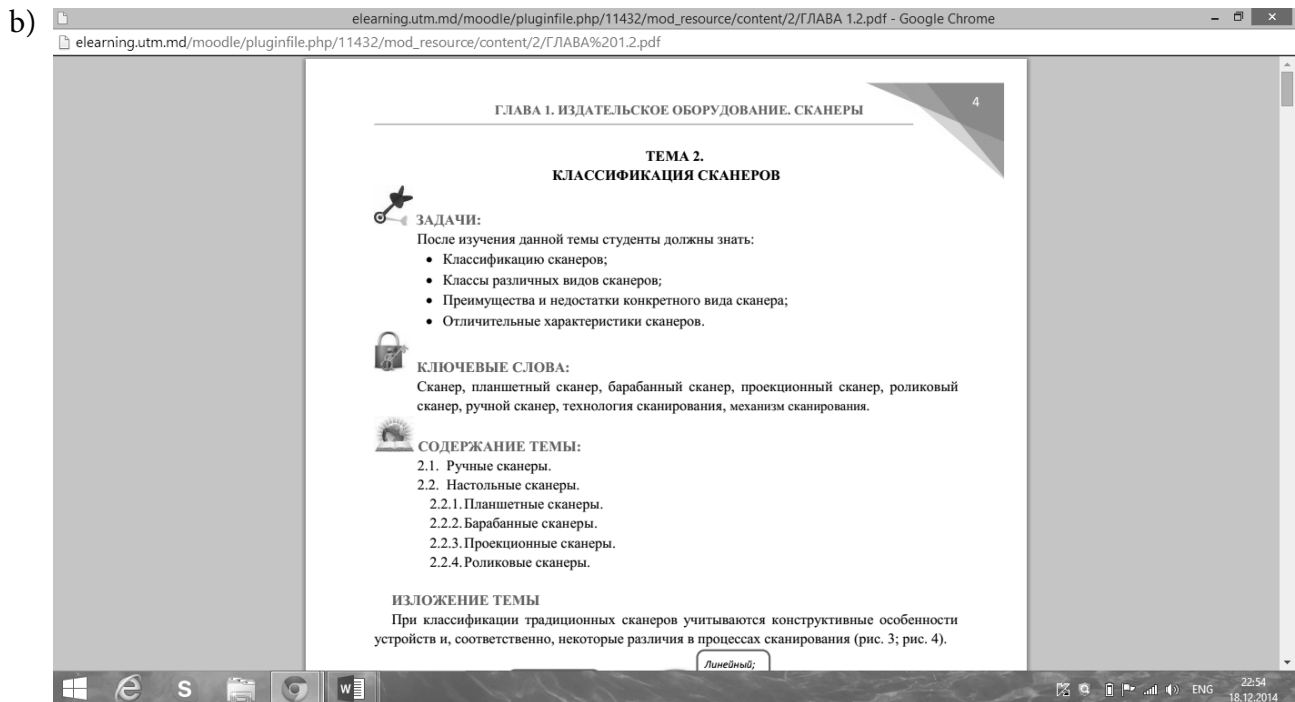 b)
elearning.utm.md/moodle/pluginfile.php/11432/mod_resource/content/2/ГЛАВА 1.2.pdf - Google Chrome
elearning.utm.md/moodle/pluginfile.php/11432/mod_resource/content/2/ГЛАВА%201.2.pdf
ГЛАВА 1. ИЗДАТЕЛЬСКОЕ ОБОРУДОВАНИЕ. СКАНЕРЫ
4
ТЕМА 2.
КЛАССИФИКАЦИЯ СКАНЕРОВ
ЗАДАЧИ:
После изучения данной темы студенты должны знать:
• Классификацию сканеров;
• Классы различных видов сканеров;
• Преимущества и недостатки конкретного вида сканера;
• Отличительные характеристики сканеров.
КЛЮЧЕВЫЕ СЛОВА:
Сканер, планшетный сканер, барабанный сканер, проекционный сканер, роликовый
сканер, ручной сканер, технология сканирования, механизм сканирования.
СОДЕРЖАНИЕ ТЕМЫ:
2.1. Ручные сканеры.
2.2. Настольные сканеры.
2.2.1. Планшетные сканеры.
2.2.2. Барабанные сканеры.
2.2.3. Проекционные сканеры.
2.2.4. Роликовые сканеры.
ИЗЛОЖЕНИЕ ТЕМЫ
При классификации традиционных сканеров учитываются конструктивные особенности
устройств и, соответственно, некоторые различия в процессах сканирования (рис. 3; рис. 4).
Линейный;
ENG
22:54
18.12.2014